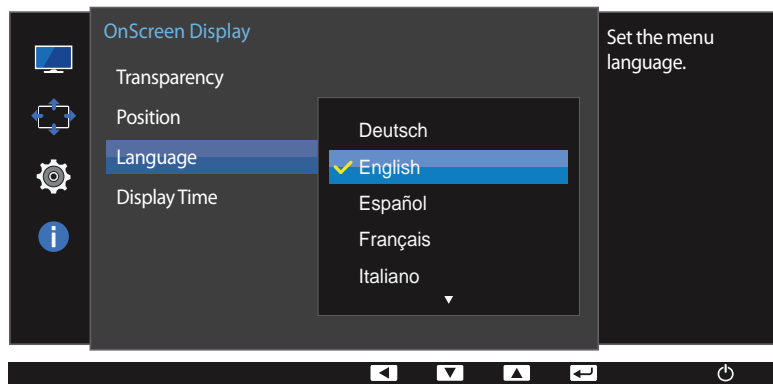 OnScreen Display
Transparency
Position
Language
Display Time
Deutsch
English
Español
Français
Italiano
Set the menu
language.